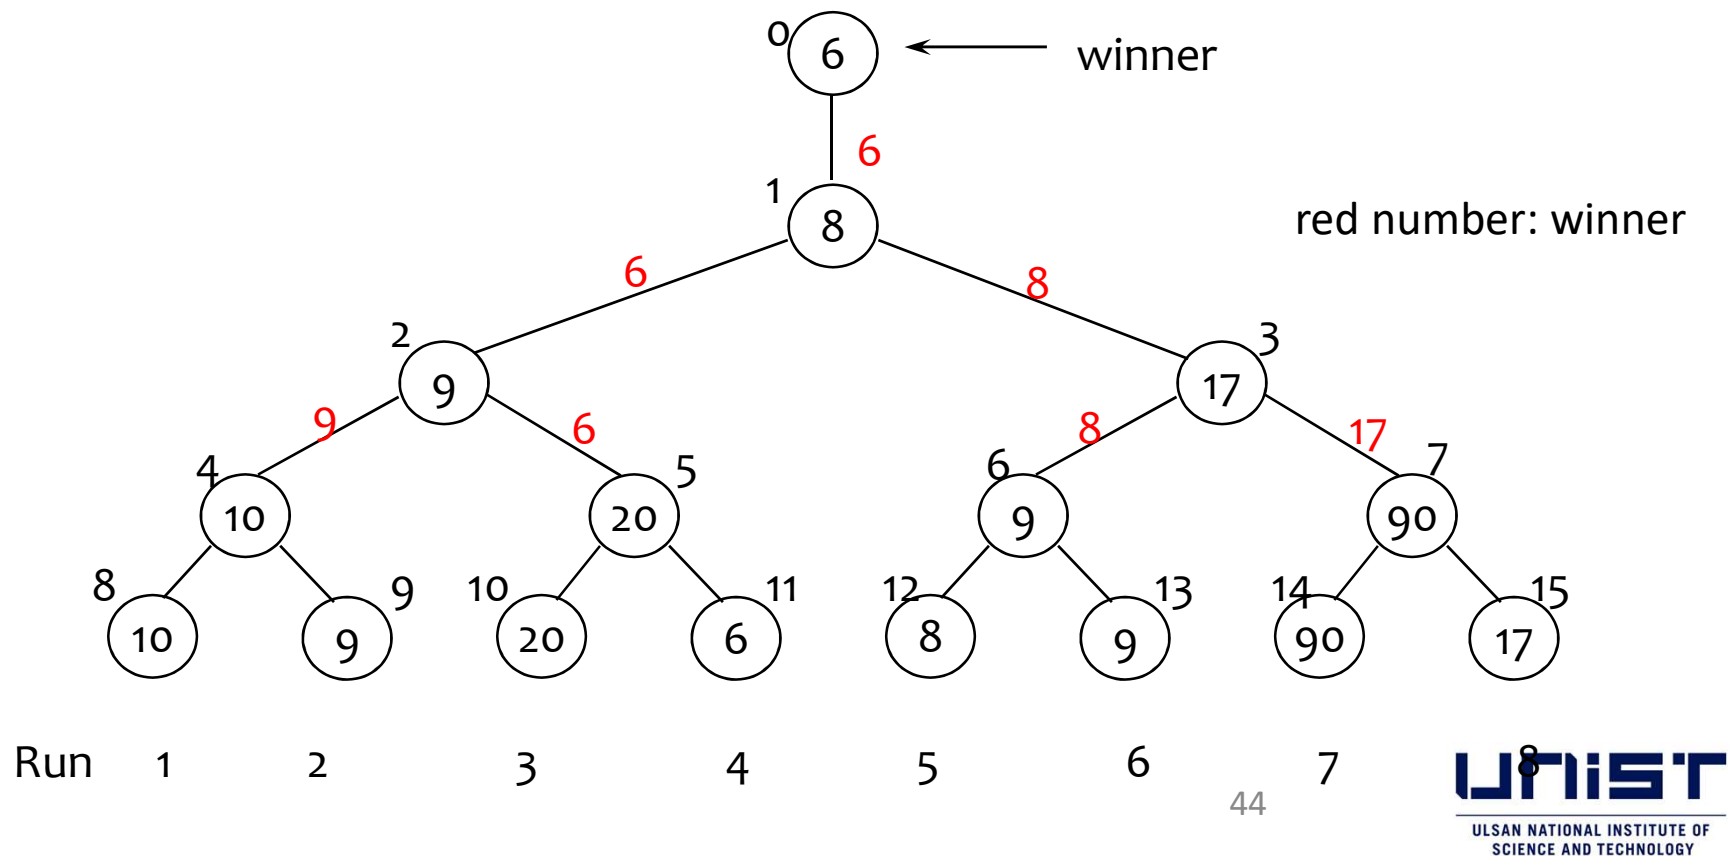 0 6 winner
6
1 8 red number: winner
6 8
2 9 3 17
9 6 8 17
4 10 5 20 6 9 7 90
8 10 9 9 10 20 11 6 12 8 13 9 14 90 15 17
Run 1 2 3 4 5 6 7 8
44
UNIST
ULSAN NATIONAL INSTITUTE OF
SCIENCE AND TECHNOLOGY